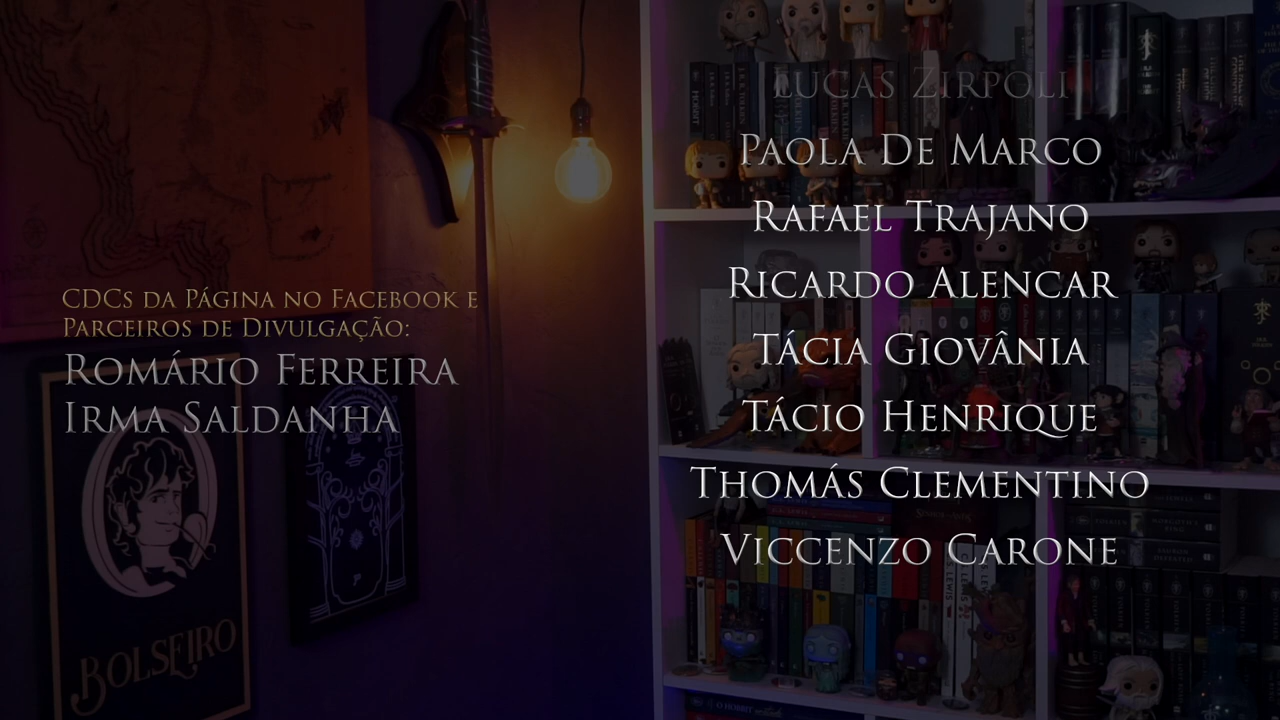 CDCs da Página no Facebook e
Parceiros de Divulgação:
Romário Ferreira
Irma Saldanha
Lucas Zirpoli
Paola De Marco
Rafael Trajano
Ricardo Alencar
Tácia Giovânia
Tácio Henrique
Thomás Clementino
Viccenzo Carone
BOLSEIRO
O HOBBIT